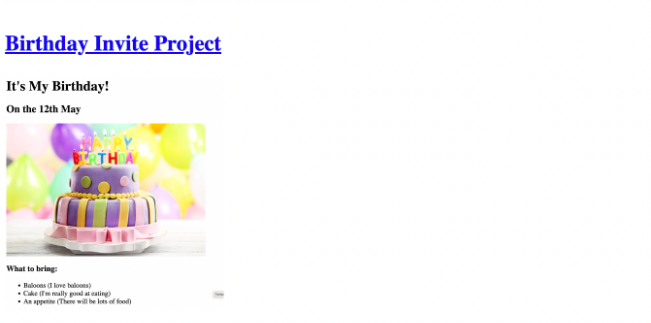 Birthday Invite Project
It's My Birthday!
On the 12th May
HAPPY
BIRTHDAY
What to bring:
• Baloons (I love baloons)
• Cake (I'm really good at eating)
• An appetite (There will be lots of food)